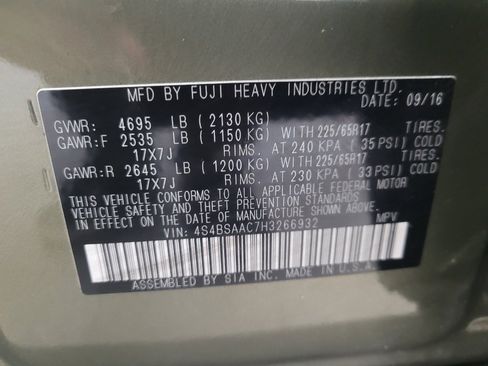 MFD BY FUJI HEAVY INDUSTRIES LTD.
DATE: 09/16
GVWR: 4695 LB (2130 KG)
GAWR:F 2535 LB (1150 KG) WITH 225/65R17 TIRES.
17X7J RIMS. AT 240 KPA (35 PSI) COLD
GAWR:R 2645 LB (1200 KG) WITH 225/65R17 TIRES.
17X7J RIMS. AT 230 KPA (33 PSI) COLD
THIS VEHICLE CONFORMS TO ALL APPLICABLE FEDERAL MOTOR
VEHICLE SAFETY AND THEFT PREVENTION STANDARDS IN
EFFECT ON THE DATE OF MANUFACTURE SHOWN ABOVE.
VIN: 4S4BSAAC7H3266932 MPV
ASSEMBLED BY SIA INC. MADE IN U.S.A.